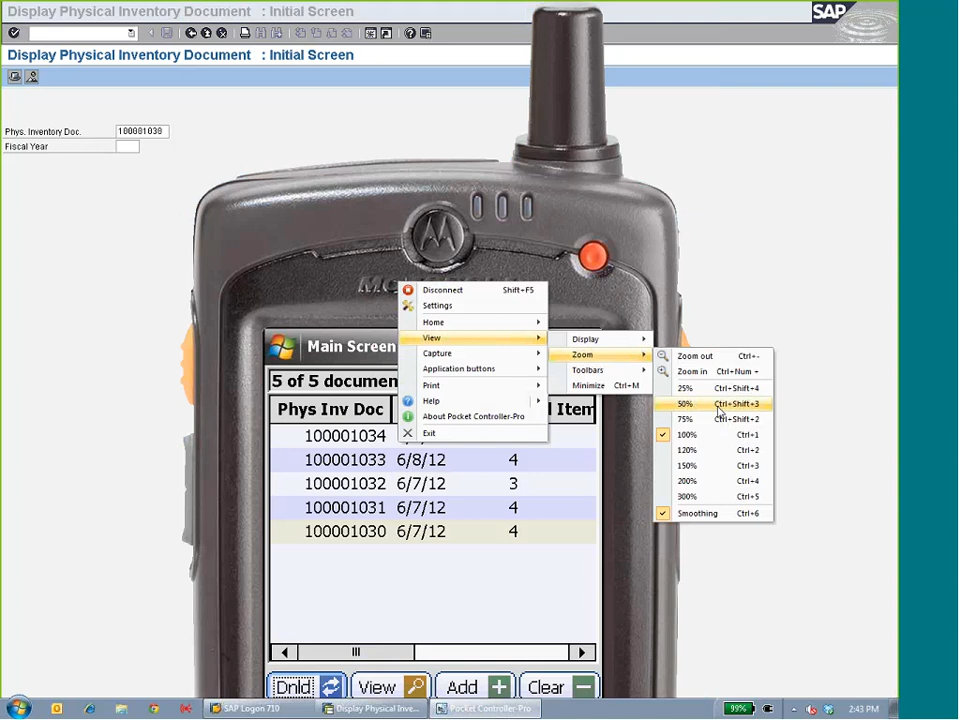 Display Physical Inventory Document : Initial Screen
SAP
Display Physical Inventory Document : Initial Screen
Phys. Inventory Doc. 100001030
Fiscal Year
Disconnect Shift+F5
Settings
Home
View
Capture
Application buttons
Print
Help
About Pocket Controller-Pro
Exit
Display
Zoom
Toolbars
Minimize Ctrl+M
Zoom out Ctrl+-
Zoom in Ctrl+Num +
25% Ctrl+Shift+4
50% Ctrl+Shift+3
75% Ctrl+Shift+2
100% Ctrl+1
120% Ctrl+2
150% Ctrl+3
200% Ctrl+4
300% Ctrl+5
Smoothing Ctrl+6
Main Screen
5 of 5 documen
Phys Inv Doc Item
100001034
100001033 6/8/12 4
100001032 6/7/12 3
100001031 6/7/12 4
100001030 6/7/12 4
Dnld View Add Clear
SAP Logon 710 Display Physical Inve... Pocket Controller-Pro 99% 2:43 PM